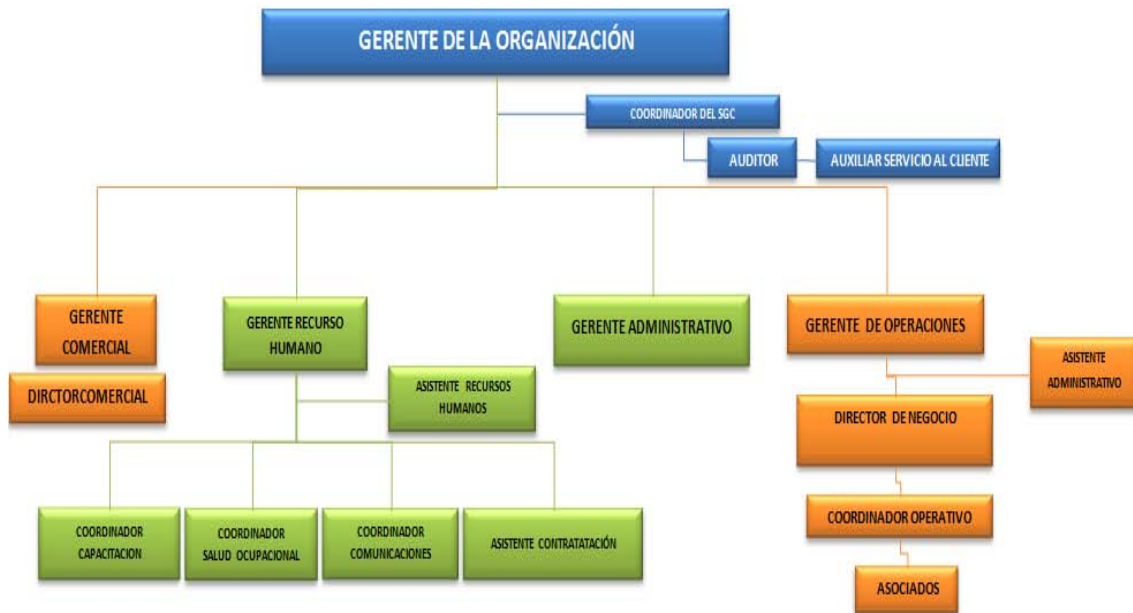 GERENTE DE LA ORGANIZACIÓN
COORDINADOR DEL SGC
AUDITOR
AUXILIAR SERVICIO AL CLIENTE
GERENTE
COMERCIAL
DIRCTORCOMERCIAL
GERENTE RECURSO
HUMANO
ASISTENTE RECURSOS
HUMANOS
GERENTE ADMINISTRATIVO
GERENTE DE OPERACIONES
ASISTENTE
ADMINISTRATIVO
DIRECTOR DE NEGOCIO
COORDINADOR OPERATIVO
ASOCIADOS
COORDINADOR
CAPACITACION
COORDINADOR
SALUD OCUPACIONAL
COORDINADOR
COMUNICACIONES
ASISTENTE CONTRATATACIÓN